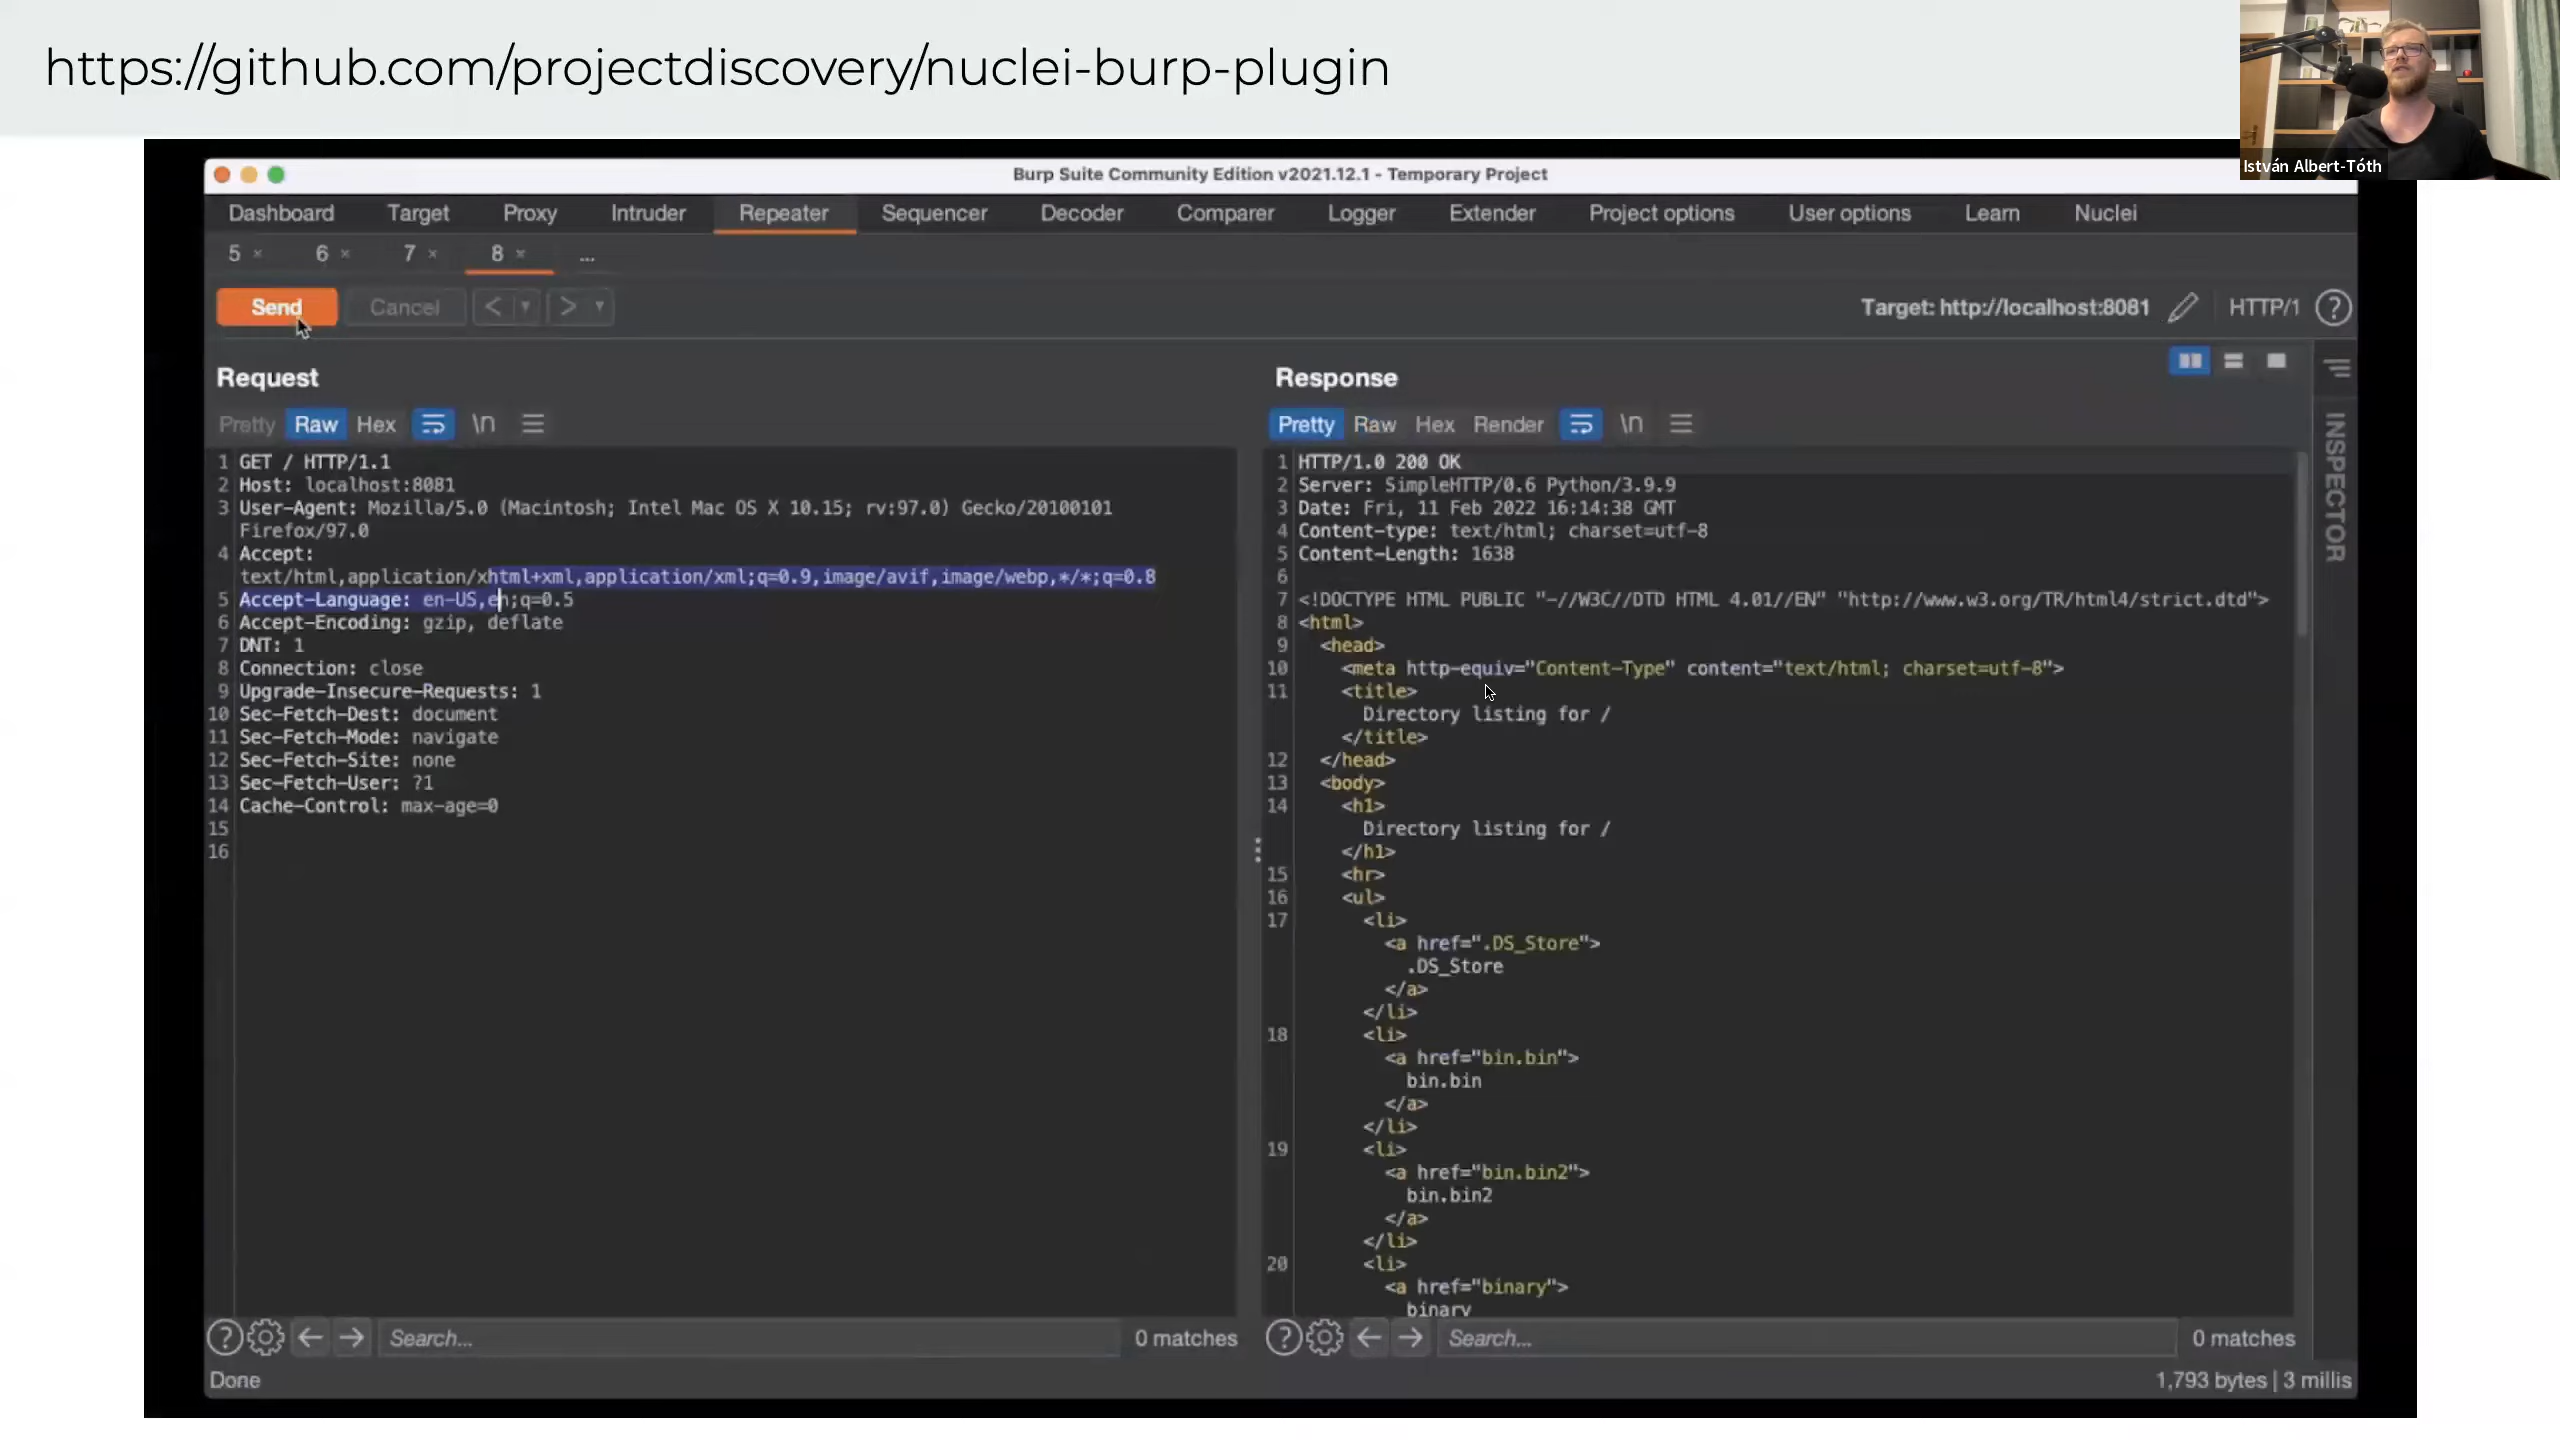 https://github.com/projectdiscovery/nuclei-burp-plugin
István Albert-Tóth
Burp Suite Community Edition v2021.12.1 - Temporary Project
Dashboard Target Proxy Intruder Repeater Sequencer Decoder Comparer Logger Extender Project options User options Learn Nuclei
5 × 6 × 7 × 8 × ...
Send Cancel < > Target: http://localhost:8081 HTTP/1 ?
Request
Pretty Raw Hex \n
1 GET / HTTP/1.1
2 Host: localhost:8081
3 User-Agent: Mozilla/5.0 (Macintosh; Intel Mac OS X 10.15; rv:97.0) Gecko/20100101
Firefox/97.0
4 Accept:
text/html,application/xhtml+xml,application/xml;q=0.9,image/avif,image/webp,*/*;q=0.8
5 Accept-Language: en-US,en;q=0.5
6 Accept-Encoding: gzip, deflate
7 DNT: 1
8 Connection: close
9 Upgrade-Insecure-Requests: 1
10 Sec-Fetch-Dest: document
11 Sec-Fetch-Mode: navigate
12 Sec-Fetch-Site: none
13 Sec-Fetch-User: ?1
14 Cache-Control: max-age=0
15
16
? Search... 0 matches
Done
Response
Pretty Raw Hex Render \n
1 HTTP/1.0 200 OK
2 Server: SimpleHTTP/0.6 Python/3.9.9
3 Date: Fri, 11 Feb 2022 16:14:38 GMT
4 Content-type: text/html; charset=utf-8
5 Content-Length: 1638
6
7 <!DOCTYPE HTML PUBLIC "-//W3C//DTD HTML 4.01//EN" "http://www.w3.org/TR/html4/strict.dtd">
8 <html>
9 <head>
10 <meta http-equiv="Content-Type" content="text/html; charset=utf-8">
11 <title>
Directory listing for /
</title>
12 </head>
13 <body>
14 <h1>
Directory listing for /
</h1>
15 <hr>
16 <ul>
17 <li>
<a href=".DS_Store">
.DS_Store
</a>
</li>
18 <li>
<a href="bin.bin">
bin.bin
</a>
</li>
19 <li>
<a href="bin.bin2">
bin.bin2
</a>
</li>
20 <li>
<a href="binary">
binary
? Search... 0 matches
1,793 bytes | 3 millis
INSPECTOR